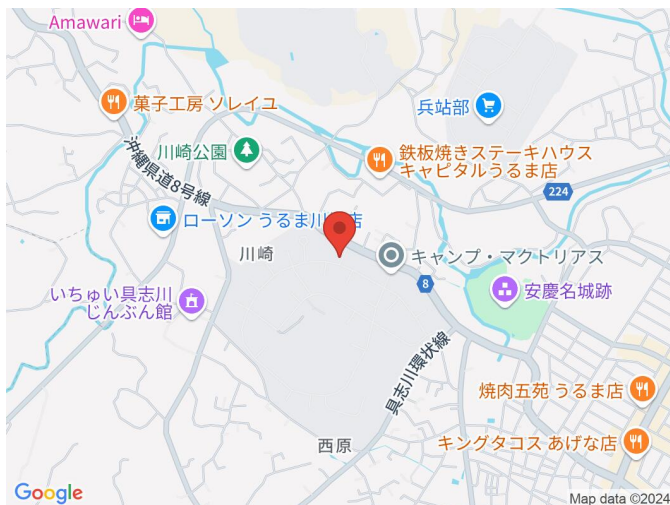 Amawari
菓子工房 ソレイユ
兵站部
川崎公園
鉄板焼きステーキハウス
キャピタルうるま店
沖縄県道8号線
224
ローソン うるま川
店
川崎
キャンプ・マクトリアス
8
いちゅい具志川
じんぶん館
安慶名城跡
具志川環状線
焼肉五苑 うるま店
西原
キングタコス あげな店
Google
Map data ©2024